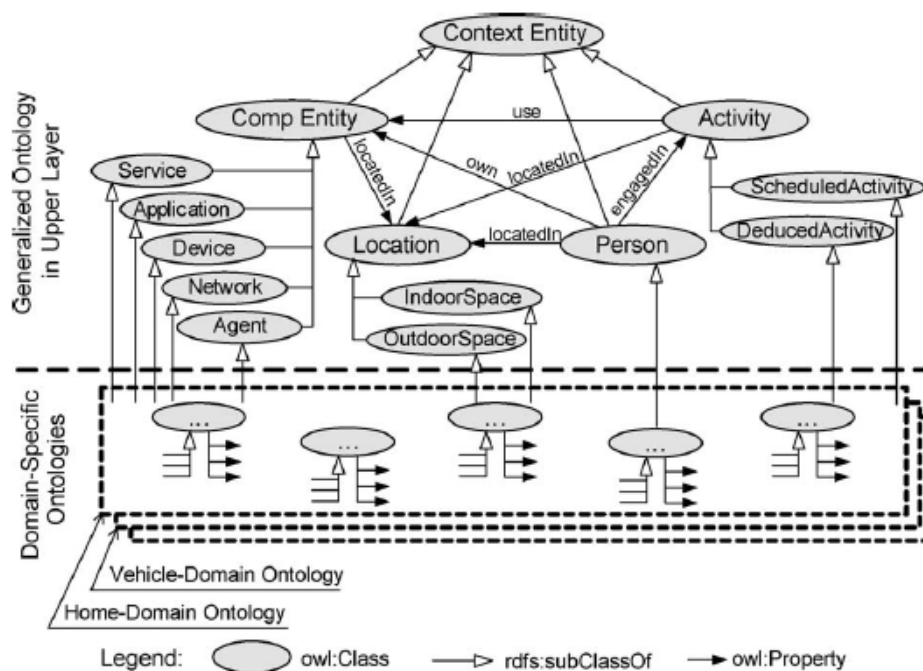 Generalized Ontology
in Upper Layer
Context Entity
Comp Entity
use
Activity
Service
Application
Device
Network
Agent
locatedIn
own
locatedIn
engagedIn
ScheduledActivity
DeducedActivity
Location
locatedIn
Person
IndoorSpace
OutdoorSpace
Domain-Specific
Ontologies
...
...
...
...
...
Vehicle-Domain Ontology
Home-Domain Ontology
Legend: owl:Class rdfs:subClassOf owl:Property